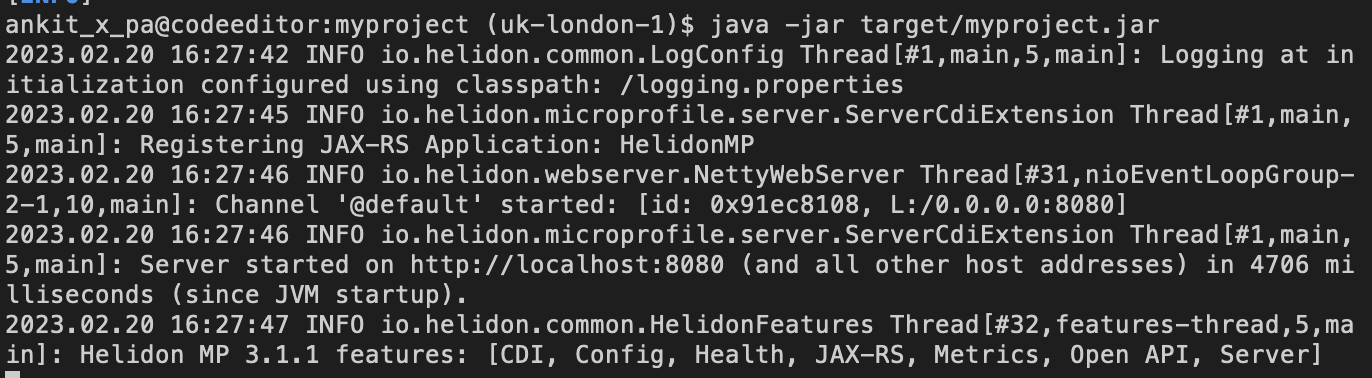 [INFO]
ankit_x_pa@codeeditor:myproject (uk-london-1)$ java -jar target/myproject.jar
2023.02.20 16:27:42 INFO io.helidon.common.LogConfig Thread[#1,main,5,main]: Logging at in
itialization configured using classpath: /logging.properties
2023.02.20 16:27:45 INFO io.helidon.microprofile.server.ServerCdiExtension Thread[#1,main,
5,main]: Registering JAX-RS Application: HelidonMP
2023.02.20 16:27:46 INFO io.helidon.webserver.NettyWebServer Thread[#31,nioEventLoopGroup-
2-1,10,main]: Channel '@default' started: [id: 0x91ec8108, L:/0.0.0.0:8080]
2023.02.20 16:27:46 INFO io.helidon.microprofile.server.ServerCdiExtension Thread[#1,main,
5,main]: Server started on http://localhost:8080 (and all other host addresses) in 4706 mi
lliseconds (since JVM startup).
2023.02.20 16:27:47 INFO io.helidon.common.HelidonFeatures Thread[#32,features-thread,5,ma
in]: Helidon MP 3.1.1 features: [CDI, Config, Health, JAX-RS, Metrics, Open API, Server]